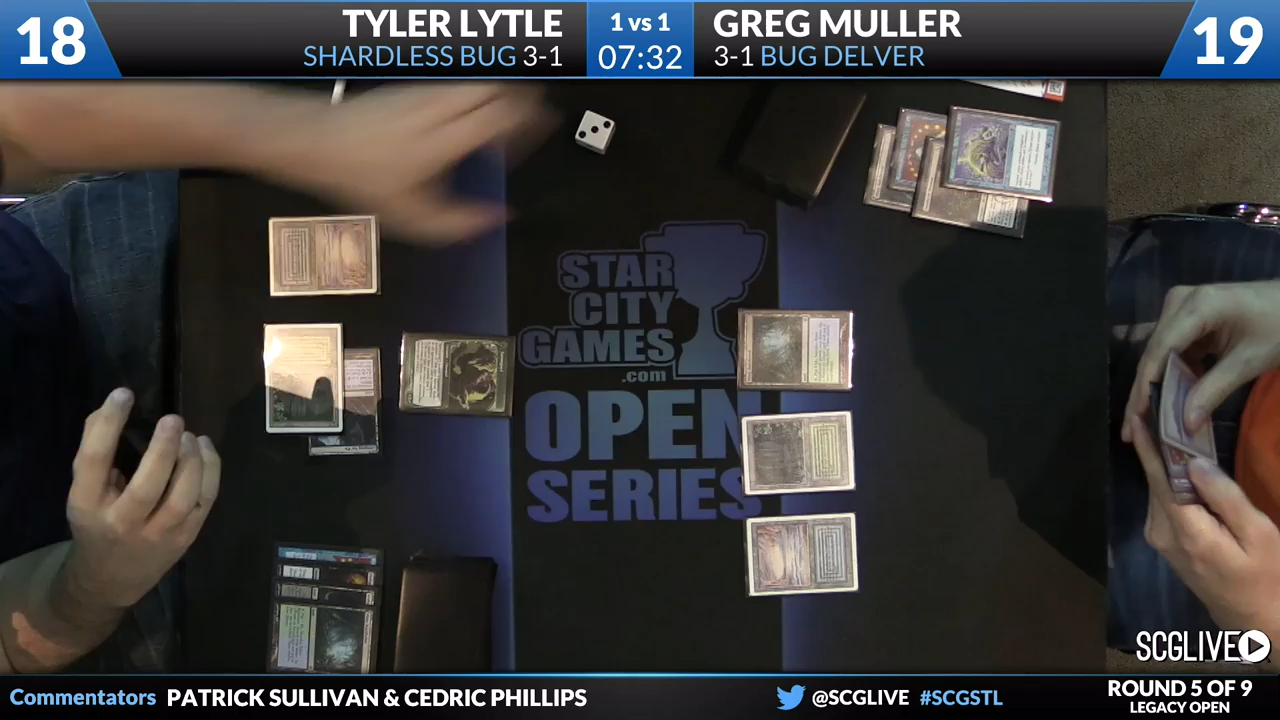 18
TYLER LYTLE
SHARDLESS BUG 3-1
1 vs 1
07:32
GREG MULLER
3-1 BUG DELVER
19
STAR
CITY
GAMES
.com
OPEN
SERIES
SCGLIVE
Commentators PATRICK SULLIVAN & CEDRIC PHILLIPS
@SCGLIVE #SCGSTL
ROUND 5 OF 9
LEGACY OPEN